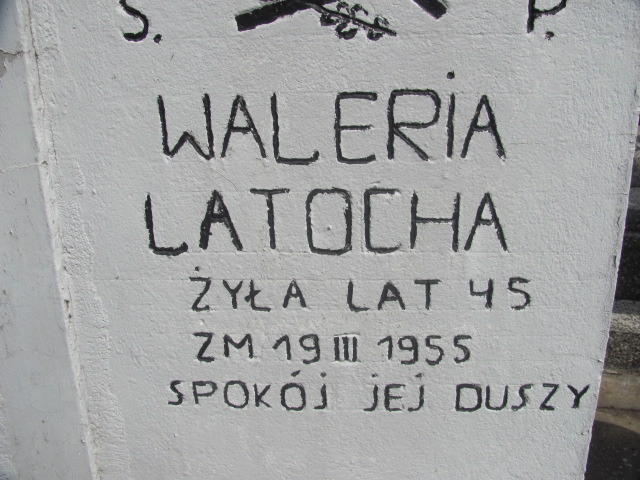 Ś. P.
WALERIA
LATOCHA
ŻYŁA LAT 45
ZM 19 III 1955
SPOKÓJ JEJ DUSZY